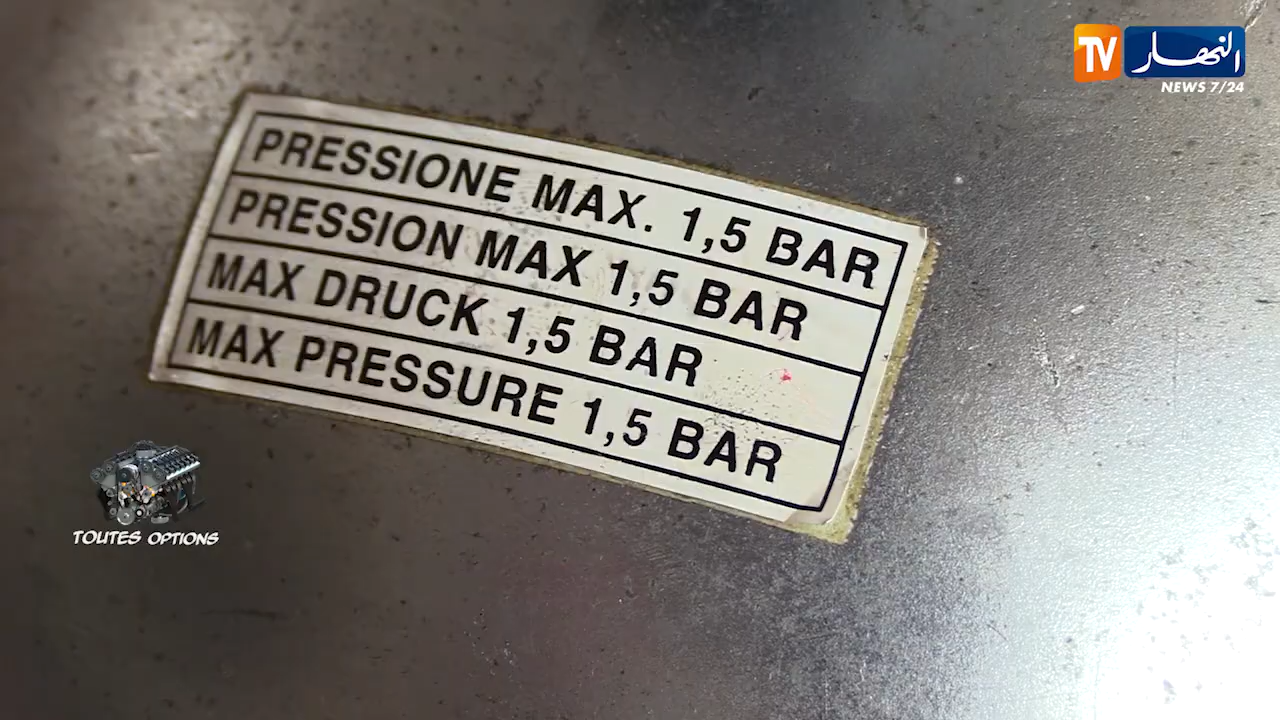 TV النهار
NEWS 7/24
PRESSIONE MAX. 1,5 BAR
PRESSION MAX 1,5 BAR
MAX DRUCK 1,5 BAR
MAX PRESSURE 1,5 BAR
TOUTES OPTIONS